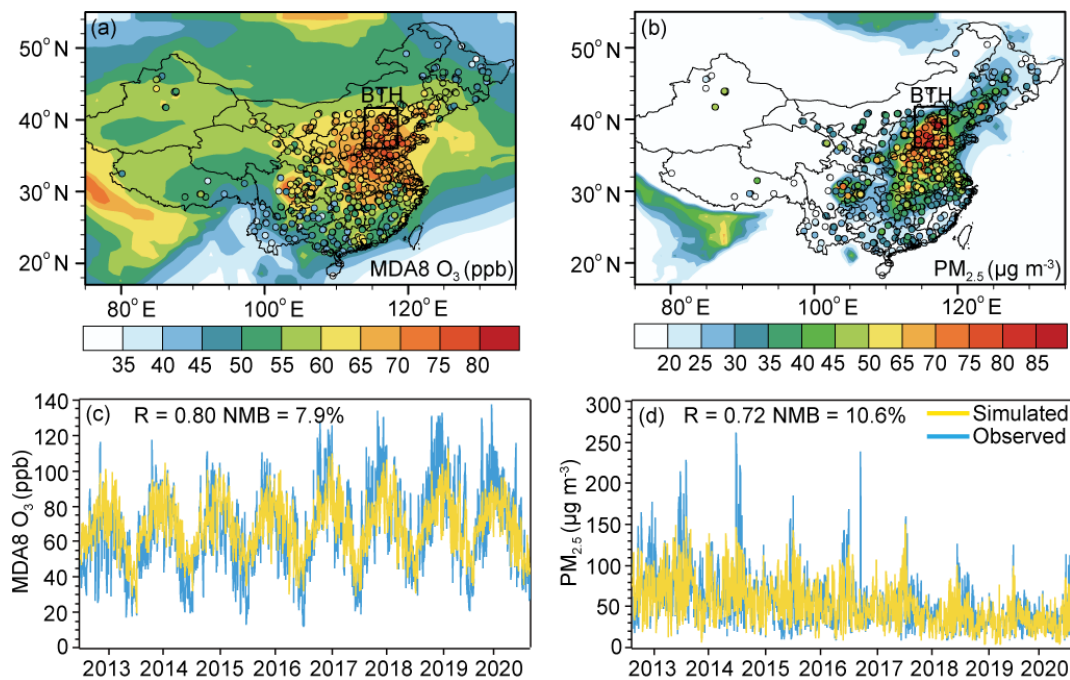 (a)
50° N
40° N
30° N
20° N
BTH
MDA8 O₃ (ppb)
80° E
100° E
120° E
35 40 45 50 55 60 65 70 75 80
(b)
50° N
40° N
30° N
20° N
BTH
PM₂.₅ (µg m⁻³)
80° E
100° E
120° E
20 25 30 35 40 45 50 65 70 75 80 85
(c)
R = 0.80 NMB = 7.9%
MDA8 O₃ (ppb)
140
120
100
80
60
40
20
0
2013 2014 2015 2016 2017 2018 2019 2020
(d)
R = 0.72 NMB = 10.6%
Simulated
Observed
PM₂.₅ (µg m⁻³)
300
250
200
150
100
50
0
2013 2014 2015 2016 2017 2018 2019 2020